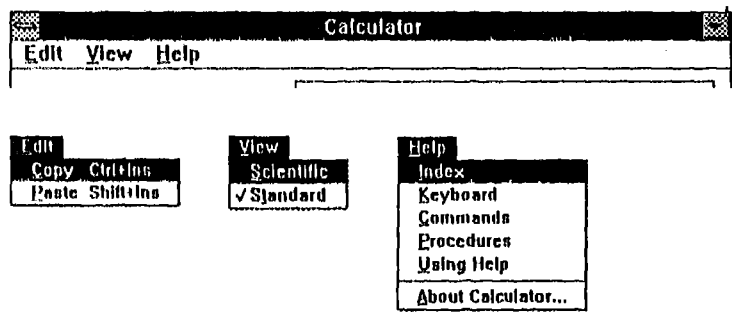 Calculator
Edit View Help
Edit
Copy Ctrl+Ins
Paste Shift+Ins
View
Scientific
✓Standard
Help
Index
Keyboard
Commands
Procedures
Using Help
About Calculator...